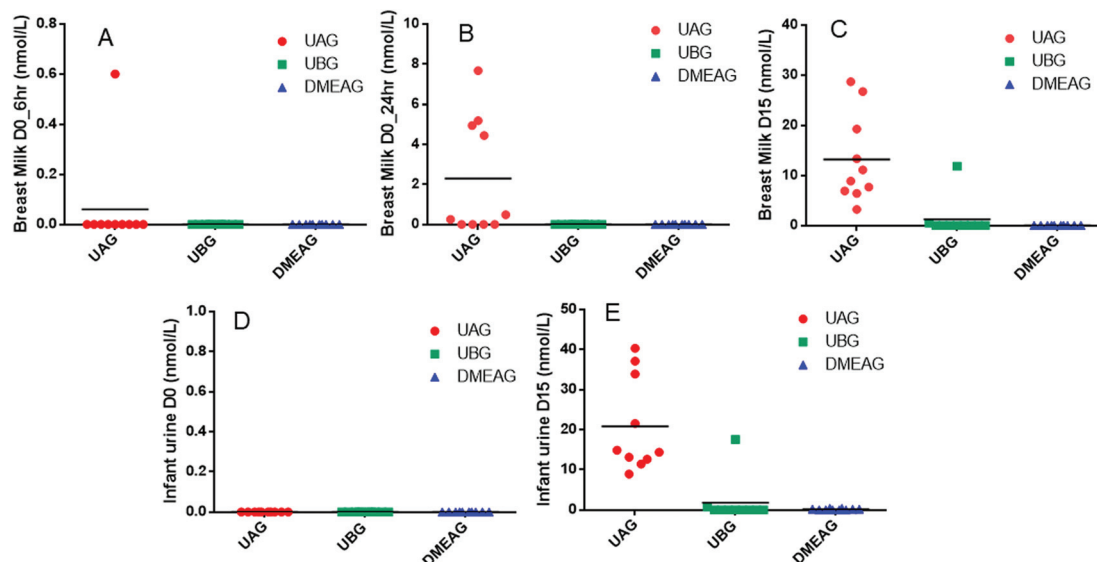 A
Breast Milk D0_6hr (nmol/L)
0.8
0.6
0.4
0.2
0.0
UAG
UBG
DMEAG
UAG
UBG
DMEAG
B
Breast Milk D0_24hr (nmol/L)
10
8
6
4
2
0
UAG
UBG
DMEAG
UAG
UBG
DMEAG
C
Breast Milk D15 (nmol/L)
40
30
20
10
0
UAG
UBG
DMEAG
UAG
UBG
DMEAG
D
Infant urine D0 (nmol/L)
1.0
0.8
0.6
0.4
0.2
0.0
UAG
UBG
DMEAG
UAG
UBG
DMEAG
E
Infant urine D15 (nmol/L)
50
40
30
20
10
0
UAG
UBG
DMEAG
UAG
UBG
DMEAG